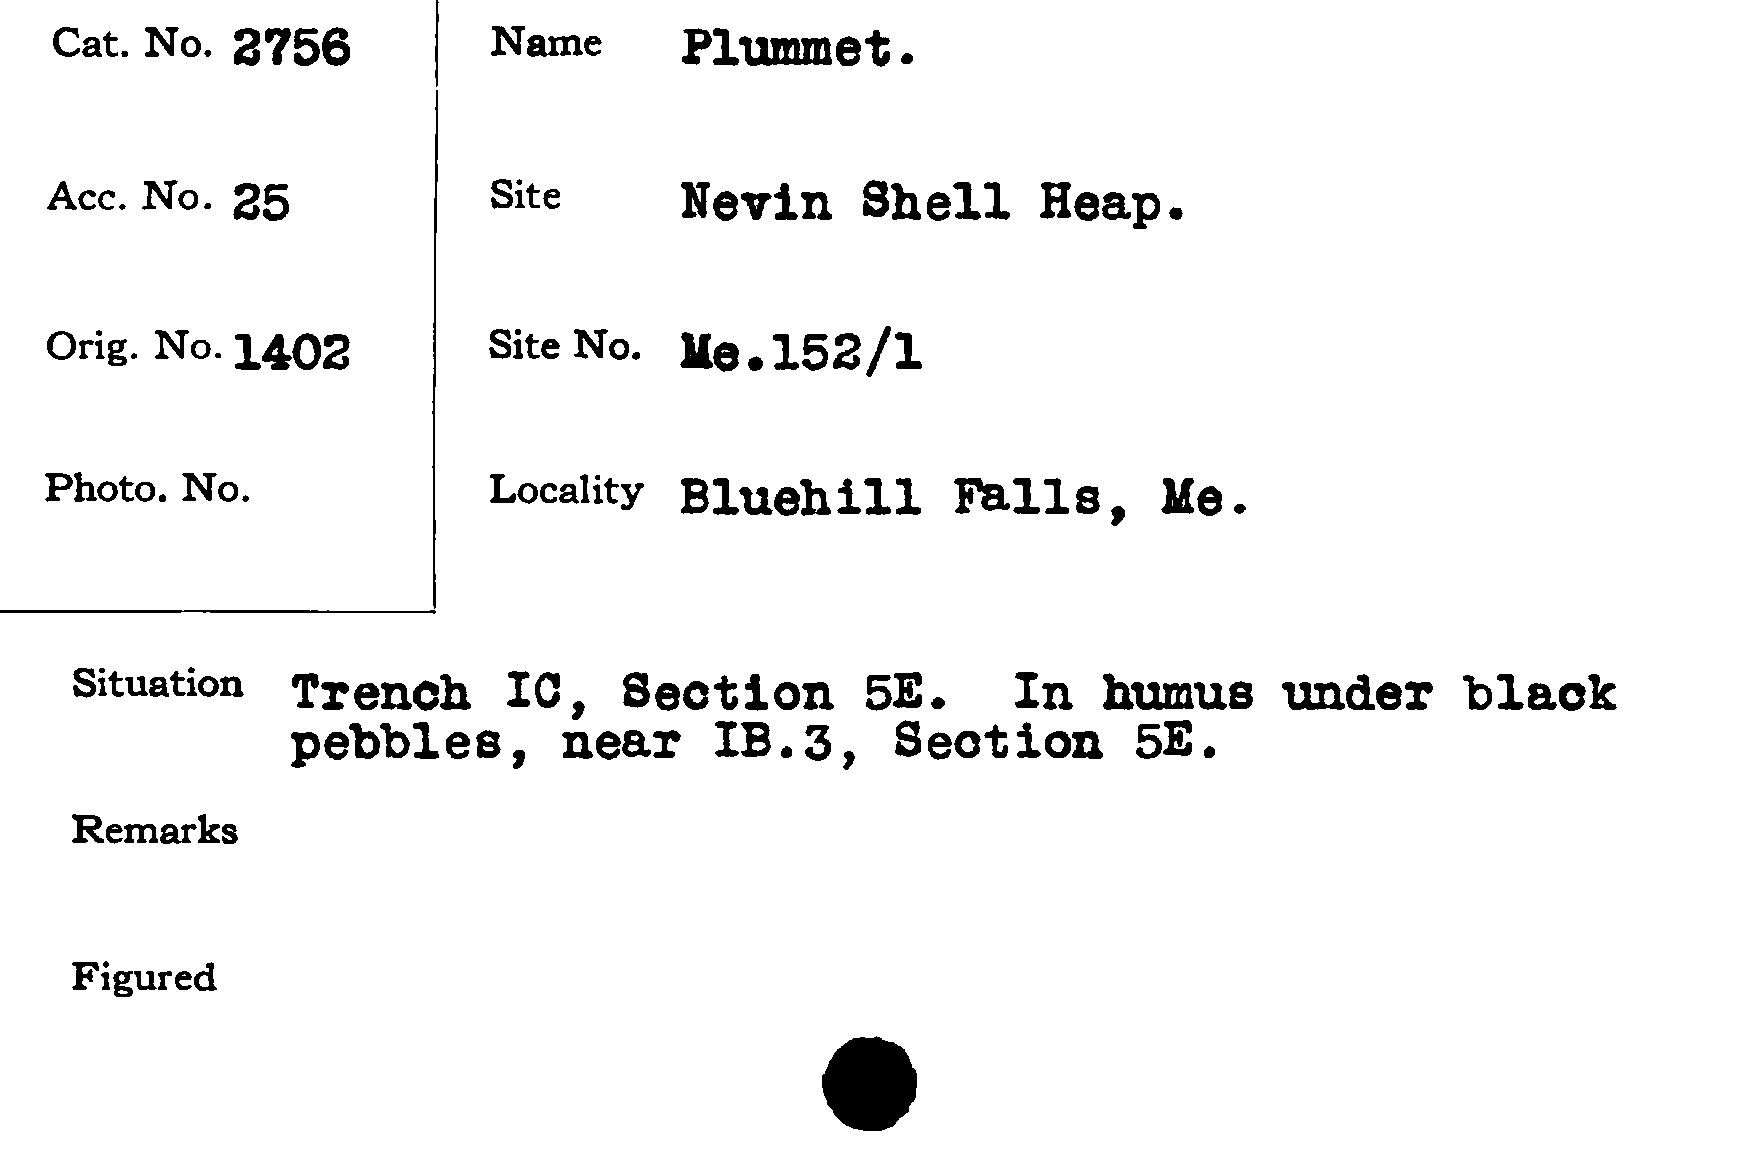 Cat. No. 2756
Name Plummet.
Acc. No. 25
Site Nevin Shell Heap.
Orig. No. 1402
Site No. Me.152/1
Photo. No.
Locality Bluehill Falls, Me.
Situation Trench IC, Section 5E. In humus under black
pebbles, near IB.3, Section 5E.
Remarks
Figured